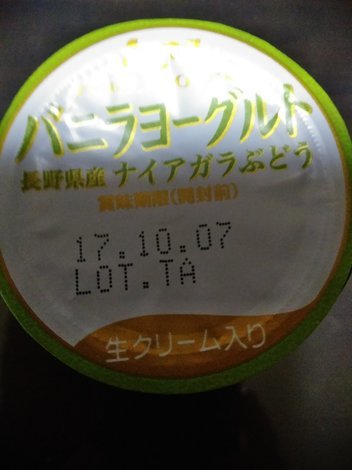 バニラヨーグルト
長野県産 ナイアガラぶどう
賞味期限(開封前)
17.10.07
LOT.TA
生クリーム入り